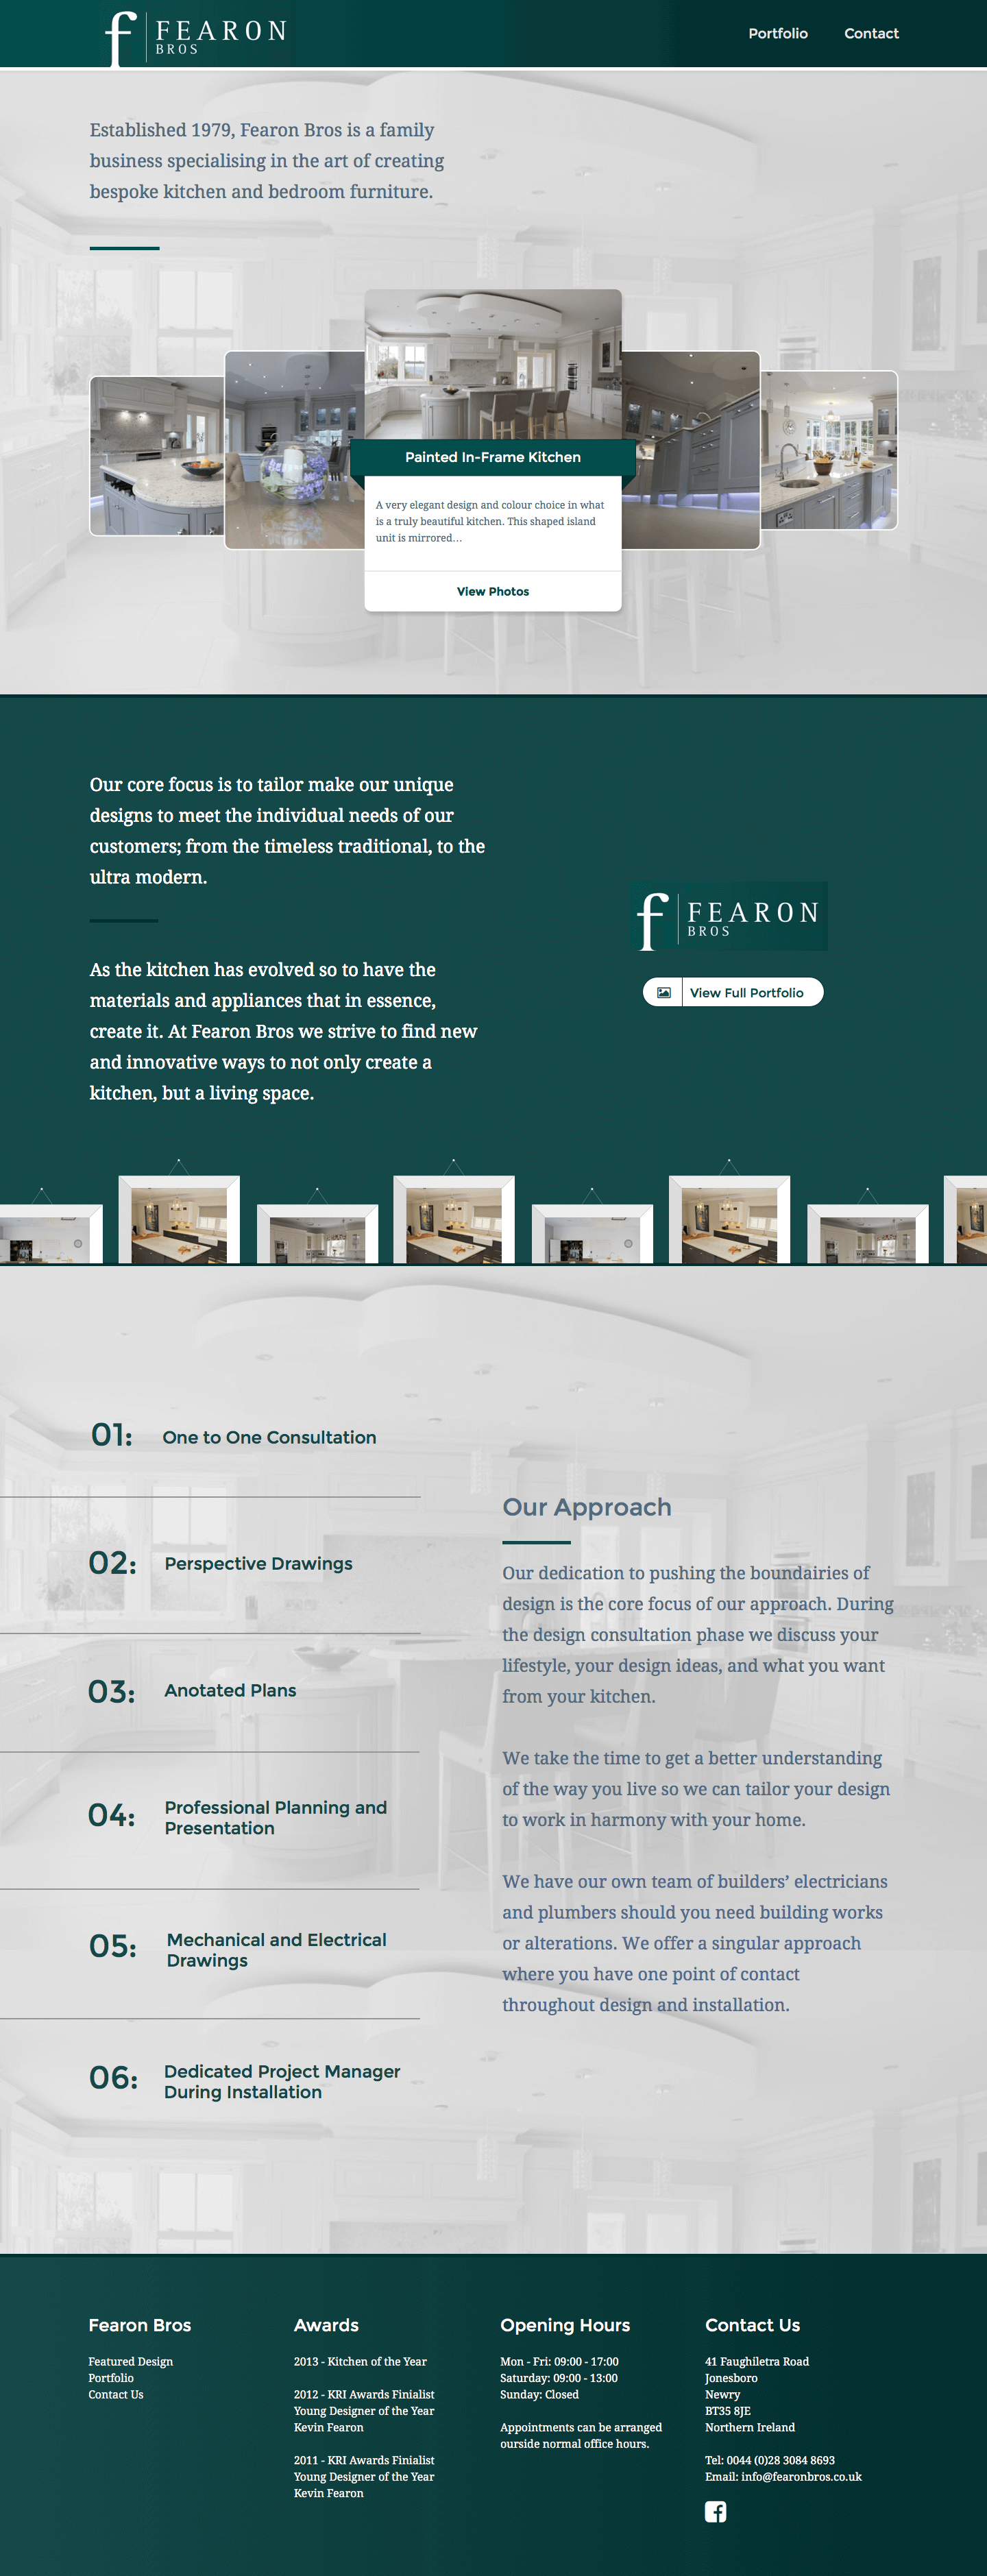 f FEARON
BROS
Portfolio
Contact
Established 1979, Fearon Bros is a family
business specialising in the art of creating
bespoke kitchen and bedroom furniture.
Painted In-Frame Kitchen
A very elegant design and colour choice in what
is a truly beautiful kitchen. This shaped island
unit is mirrored...
View Photos
Our core focus is to tailor make our unique
designs to meet the individual needs of our
customers; from the timeless traditional, to the
ultra modern.
As the kitchen has evolved so to have the
materials and appliances that in essence,
create it. At Fearon Bros we strive to find new
and innovative ways to not only create a
kitchen, but a living space.
f FEARON
BROS
View Full Portfolio
01: One to One Consultation
02: Perspective Drawings
03: Anotated Plans
04: Professional Planning and
Presentation
05: Mechanical and Electrical
Drawings
06: Dedicated Project Manager
During Installation
Our Approach
Our dedication to pushing the boundairies of
design is the core focus of our approach. During
the design consultation phase we discuss your
lifestyle, your design ideas, and what you want
from your kitchen.
We take the time to get a better understanding
of the way you live so we can tailor your design
to work in harmony with your home.
We have our own team of builders’ electricians
and plumbers should you need building works
or alterations. We offer a singular approach
where you have one point of contact
throughout design and installation.
Fearon Bros
Featured Design
Portfolio
Contact Us
Awards
2013 - Kitchen of the Year
2012 - KRI Awards Finialist
Young Designer of the Year
Kevin Fearon
2011 - KRI Awards Finialist
Young Designer of the Year
Kevin Fearon
Opening Hours
Mon - Fri: 09:00 - 17:00
Saturday: 09:00 - 13:00
Sunday: Closed
Appointments can be arranged
ourside normal office hours.
Contact Us
41 Faughiletra Road
Jonesboro
Newry
BT35 8JE
Northern Ireland
Tel: 0044 (0)28 3084 8693
Email: info@fearonbros.co.uk